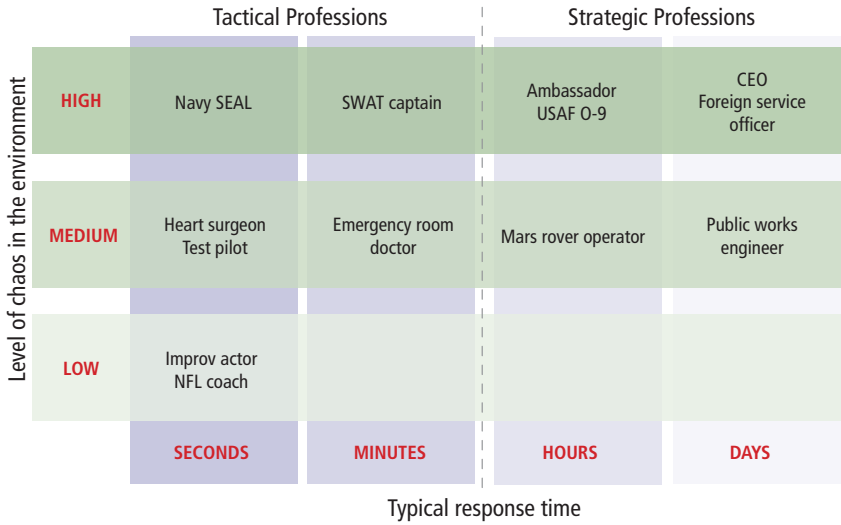 Tactical Professions
Strategic Professions
Level of chaos in the environment
HIGH
Navy SEAL
SWAT captain
Ambassador
USAF O-9
CEO
Foreign service
officer
MEDIUM
Heart surgeon
Test pilot
Emergency room
doctor
Mars rover operator
Public works
engineer
LOW
Improv actor
NFL coach
SECONDS
MINUTES
HOURS
DAYS
Typical response time